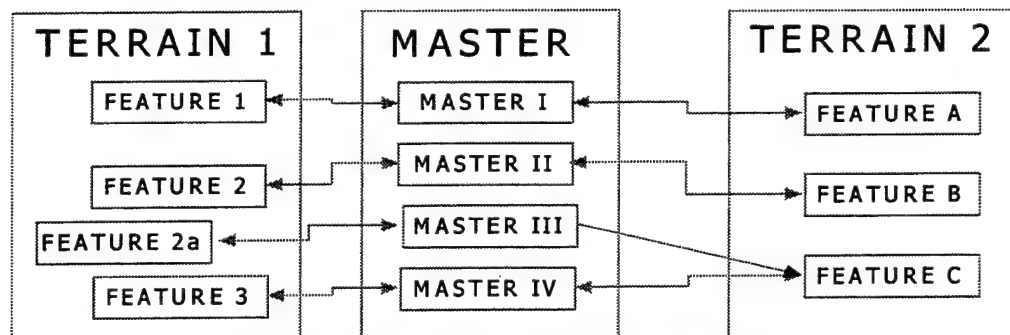 TERRAIN 1
FEATURE 1
FEATURE 2
FEATURE 2a
FEATURE 3
MASTER
MASTER I
MASTER II
MASTER III
MASTER IV
TERRAIN 2
FEATURE A
FEATURE B
FEATURE C